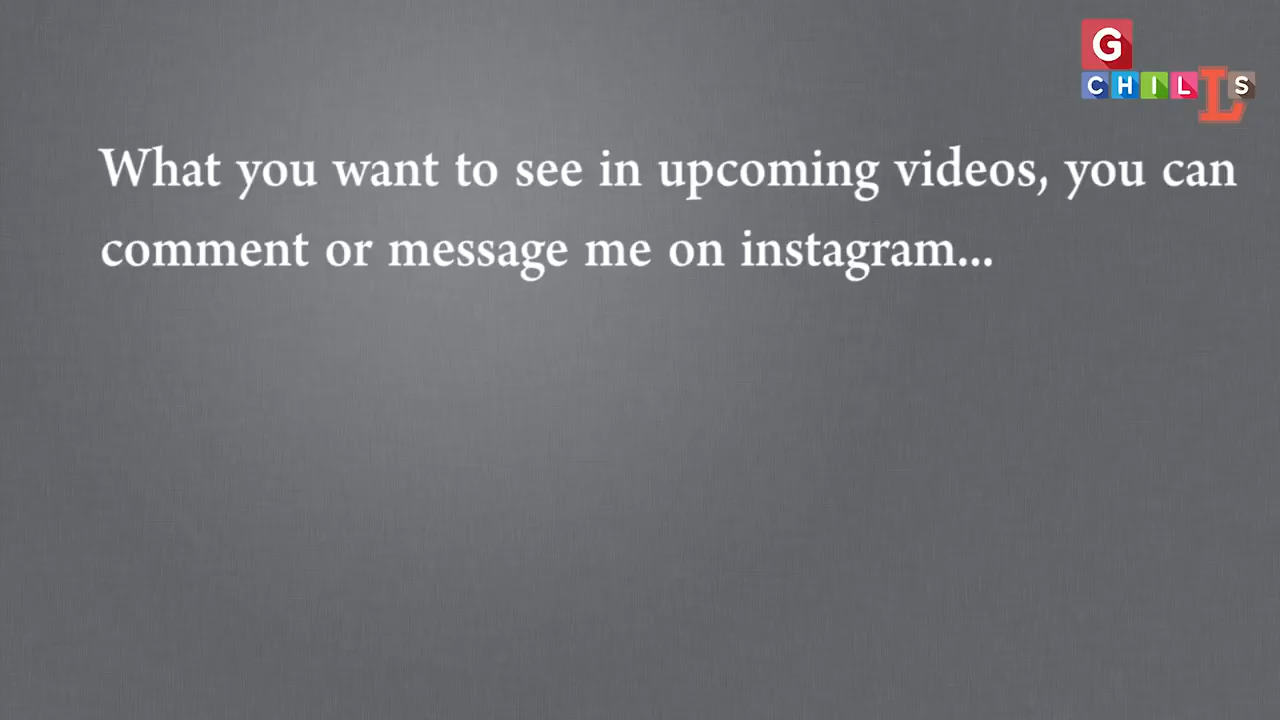 G
CHILLS
What you want to see in upcoming videos, you can
comment or message me on instagram...